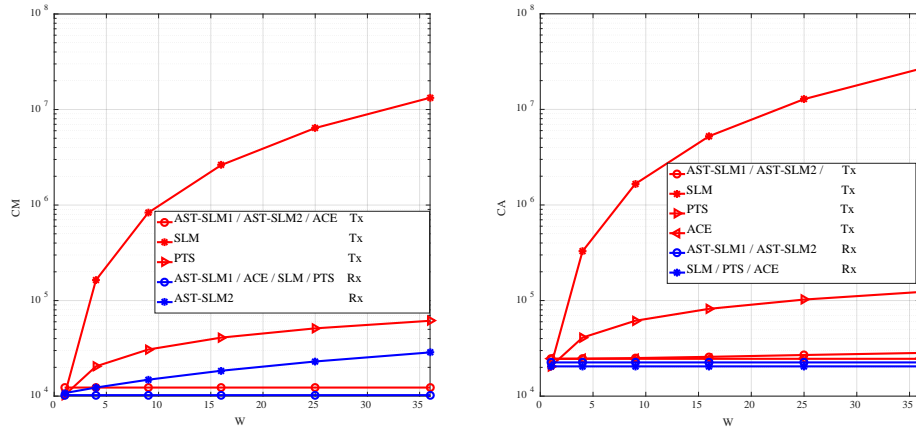 10^8
10^7
10^6
10^5
10^4
CM
AST-SLM1 / AST-SLM2 / ACE Tx
SLM Tx
PTS Tx
AST-SLM1 / ACE / SLM / PTS Rx
AST-SLM2 Rx
0 5 10 15 20 25 30 35
W
10^8
10^7
10^6
10^5
10^4
CA
AST-SLM1 / AST-SLM2 / Tx
SLM Tx
PTS Tx
ACE Tx
AST-SLM1 / AST-SLM2 Rx
SLM / PTS / ACE Rx
0 5 10 15 20 25 30 35
W